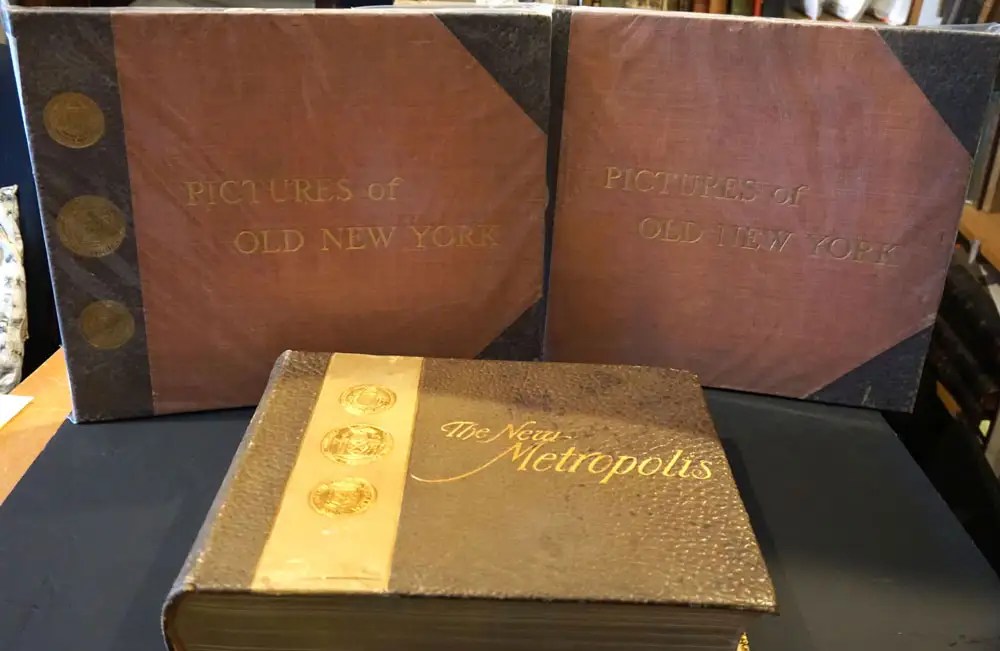 PICTURES of
OLD NEW YORK
PICTURES of
OLD NEW YORK
The New
Metropolis